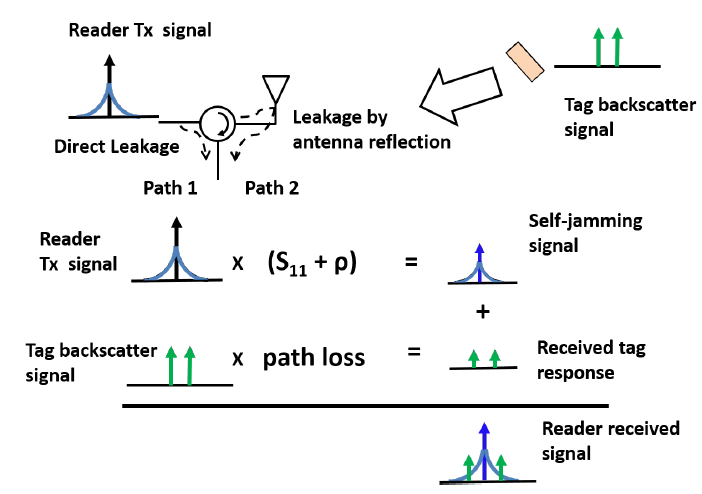 Reader Tx signal
Tag backscatter
signal
Leakage by
antenna reflection
Direct Leakage
Path 1
Path 2
Reader
Tx signal
x (S11 + ρ) =
Self-jamming
signal
+
Tag backscatter
signal
x path loss =
Received tag
response
Reader received
signal